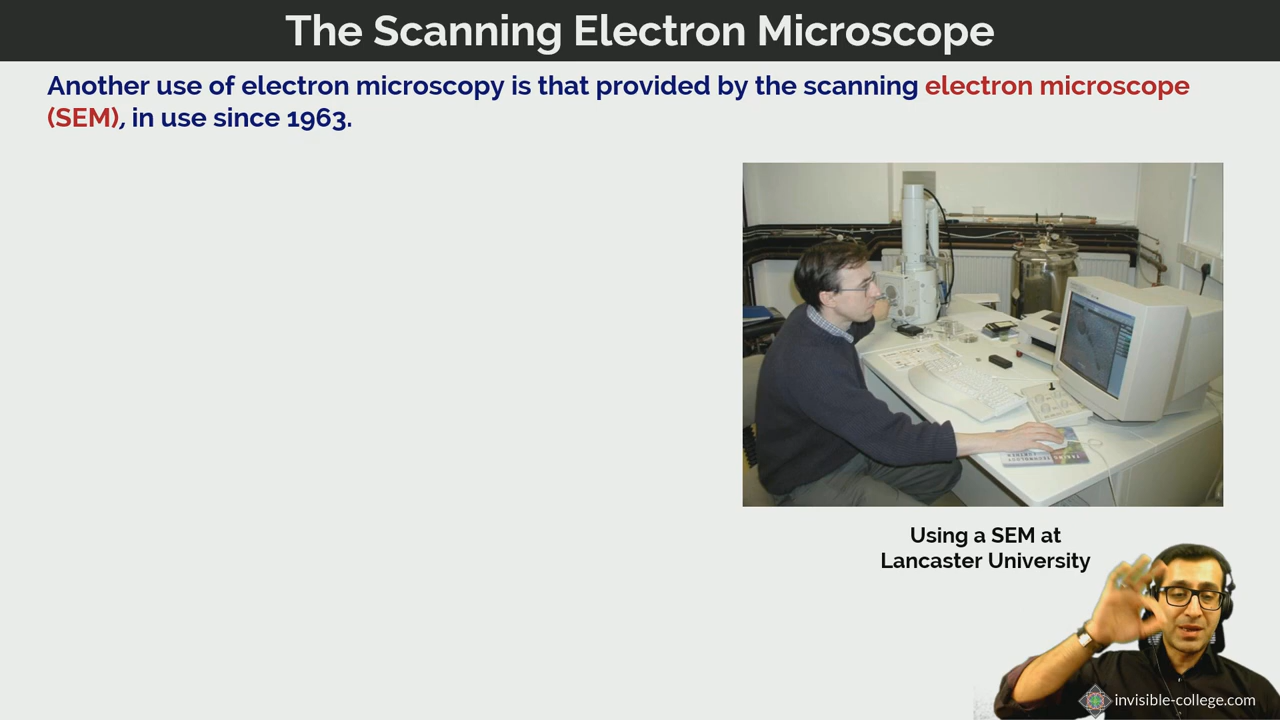 The Scanning Electron Microscope
Another use of electron microscopy is that provided by the scanning electron microscope
(SEM), in use since 1963.
Using a SEM at
Lancaster University
invisible-college.com